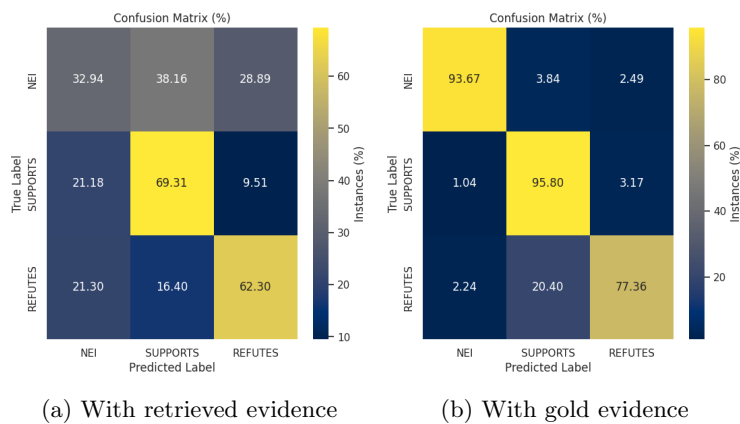 Confusion Matrix (%)
NEI
32.94 38.16 28.89
SUPPORTS
21.18 69.31 9.51
REFUTES
21.30 16.40 62.30
True Label
NEI SUPPORTS REFUTES
Predicted Label
60
50
40
30
20
10
Instances (%)
(a) With retrieved evidence
Confusion Matrix (%)
NEI
93.67 3.84 2.49
SUPPORTS
1.04 95.80 3.17
REFUTES
2.24 20.40 77.36
True Label
NEI SUPPORTS REFUTES
Predicted Label
80
60
40
20
Instances (%)
(b) With gold evidence